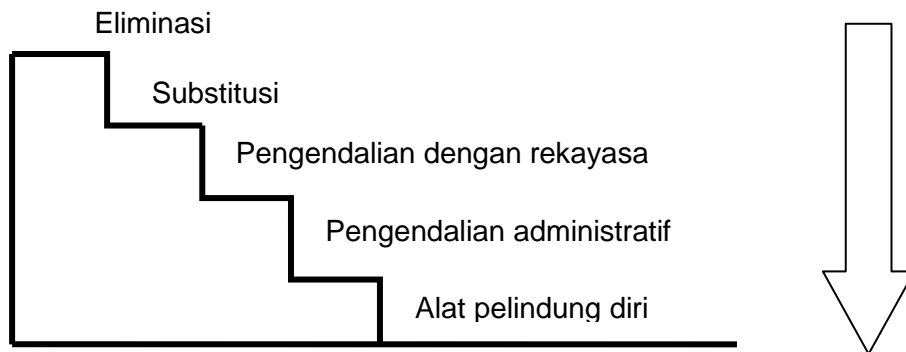 Eliminasi
Substitusi
Pengendalian dengan rekayasa
Pengendalian administratif
Alat pelindung diri